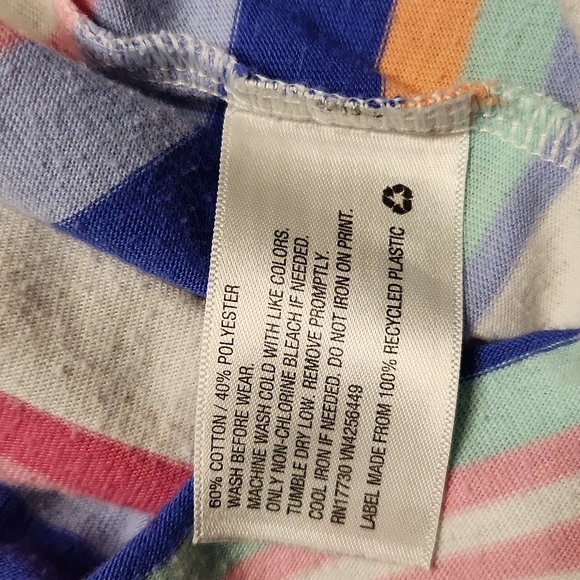 60% COTTON / 40% POLYESTER
WASH BEFORE WEAR.
MACHINE WASH COLD WITH LIKE COLORS.
ONLY NON-CHLORINE BLEACH IF NEEDED.
TUMBLE DRY LOW. REMOVE PROMPTLY.
COOL IRON IF NEEDED. DO NOT IRON ON PRINT.
RN17730 VN4256449
LABEL MADE FROM 100% RECYCLED PLASTIC